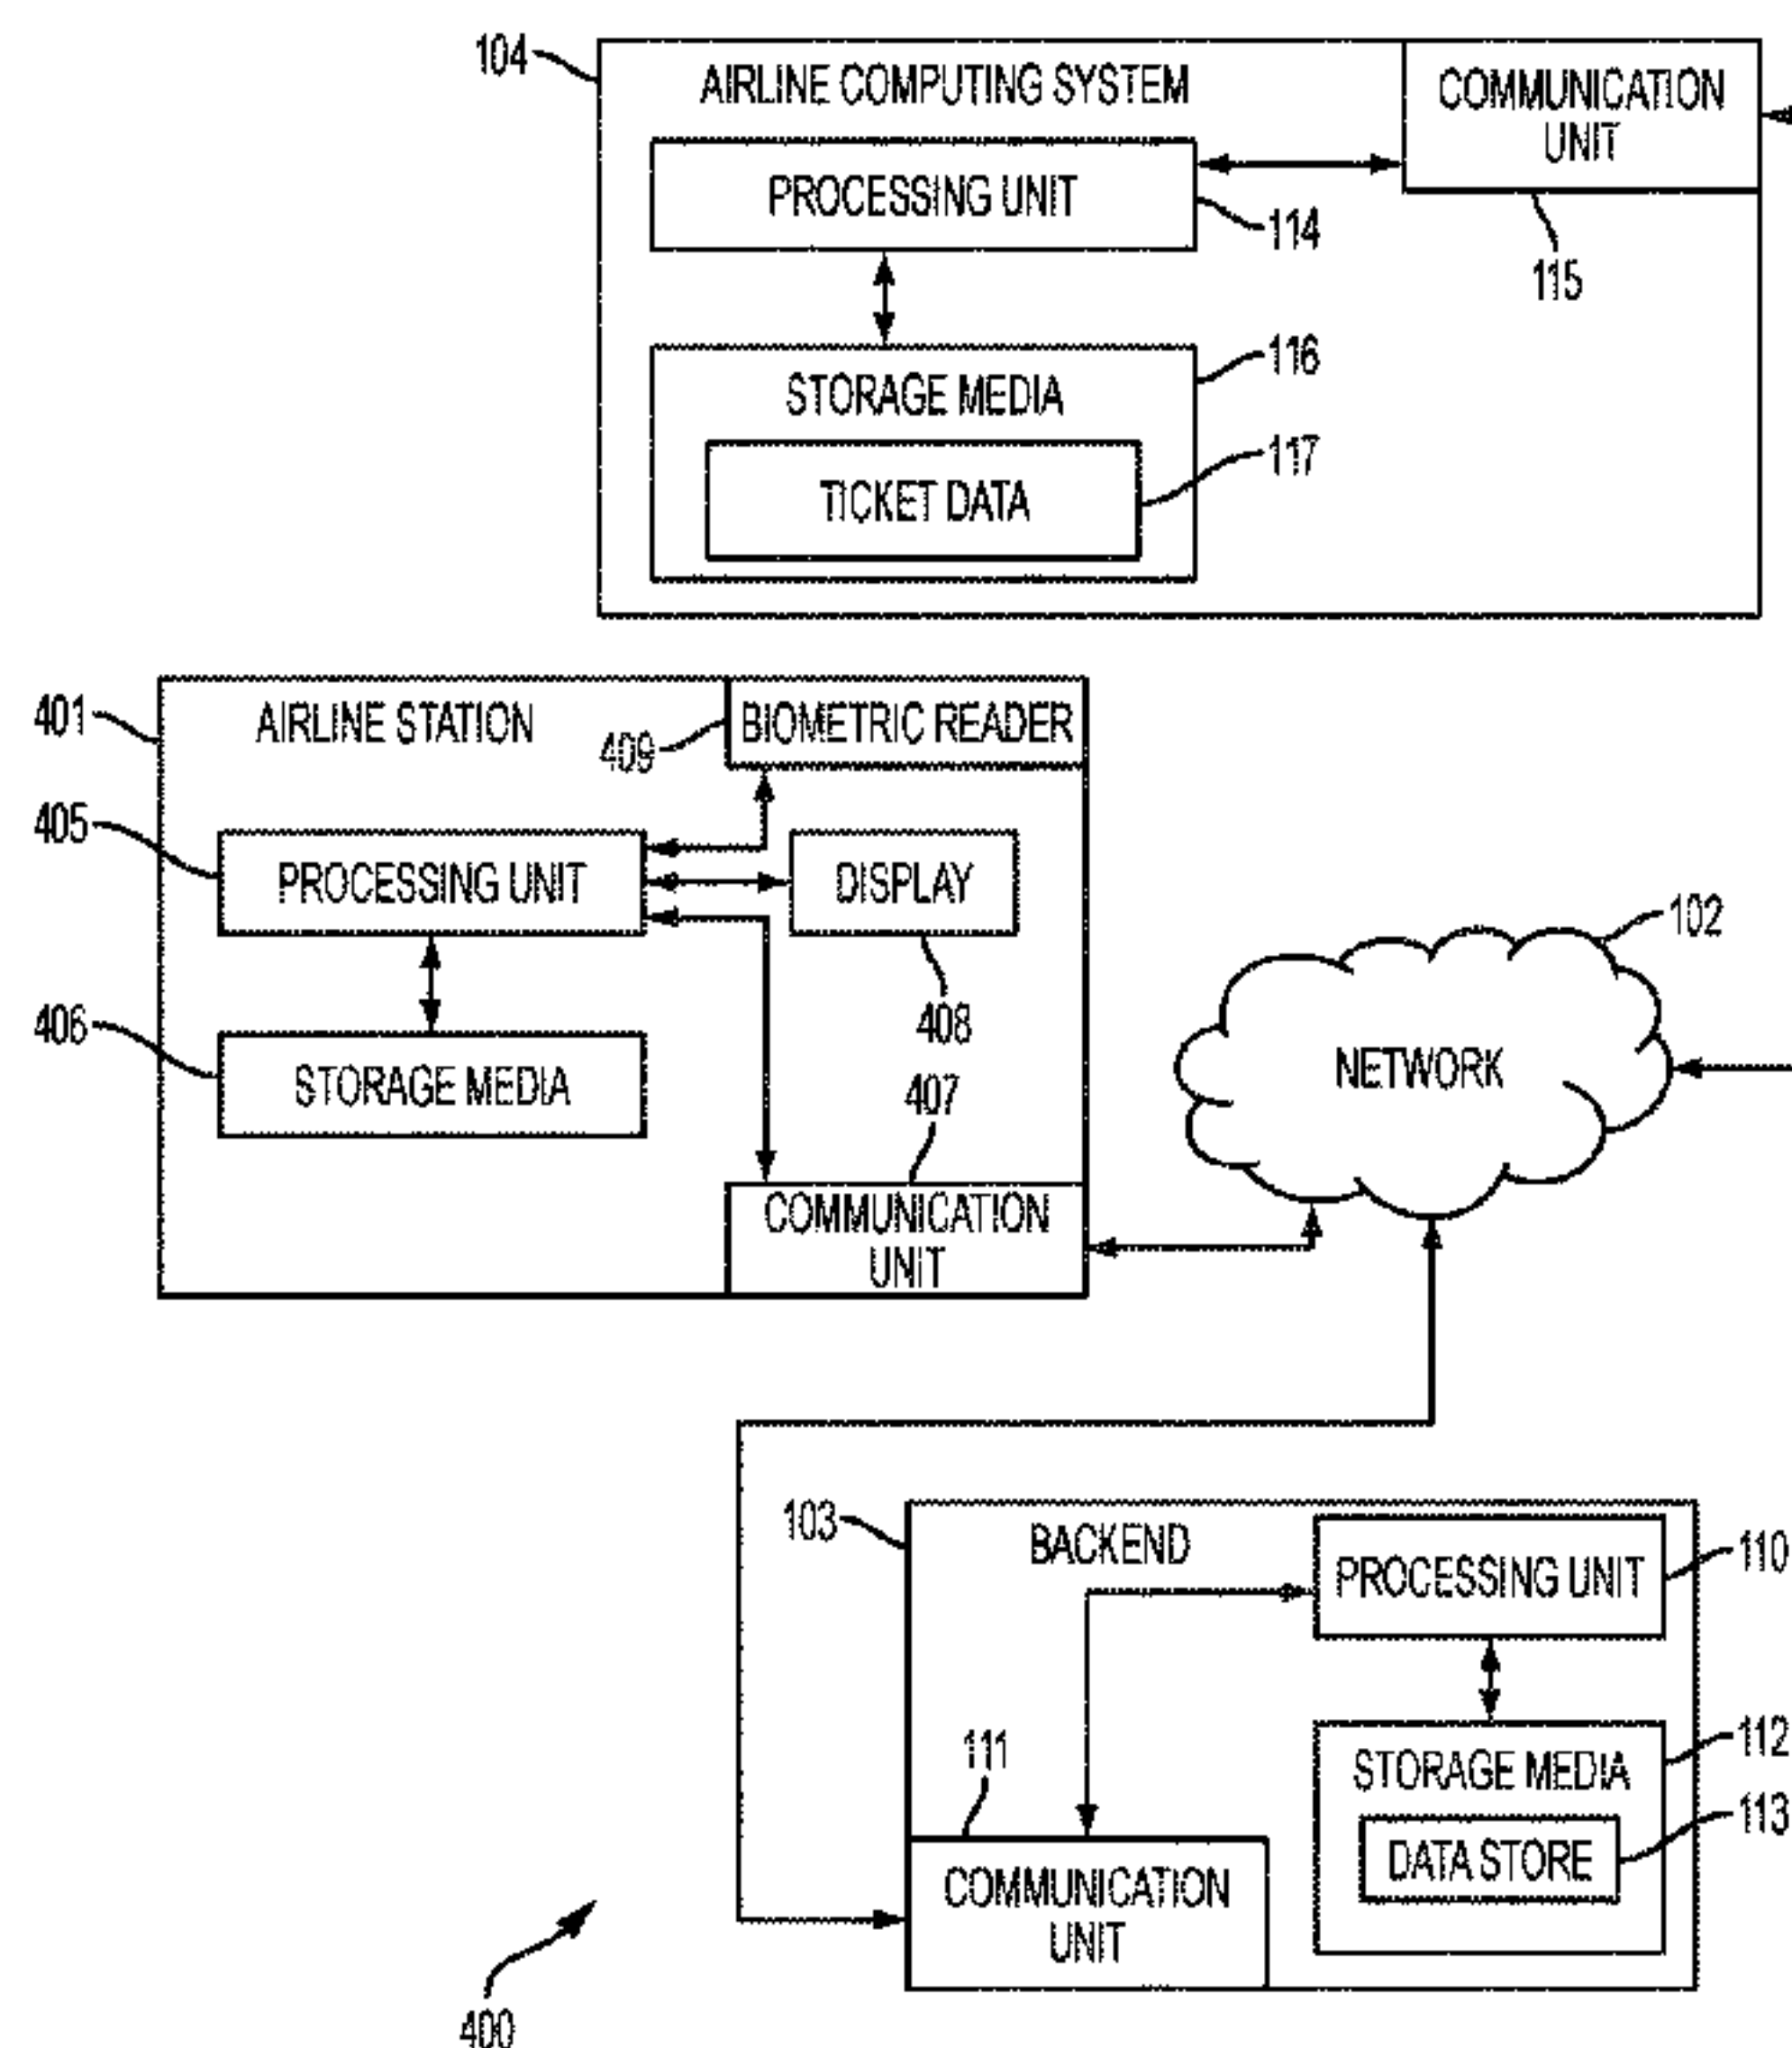 104
AIRLINE COMPUTING SYSTEM
COMMUNICATION
UNIT
PROCESSING UNIT
114
115
STORAGE MEDIA
116
TICKET DATA
117
401
AIRLINE STATION
409
BIOMETRIC READER
405
PROCESSING UNIT
DISPLAY
408
406
STORAGE MEDIA
407
COMMUNICATION
UNIT
102
NETWORK
103
BACKEND
PROCESSING UNIT
110
111
STORAGE MEDIA
112
DATA STORE
113
COMMUNICATION
UNIT
400